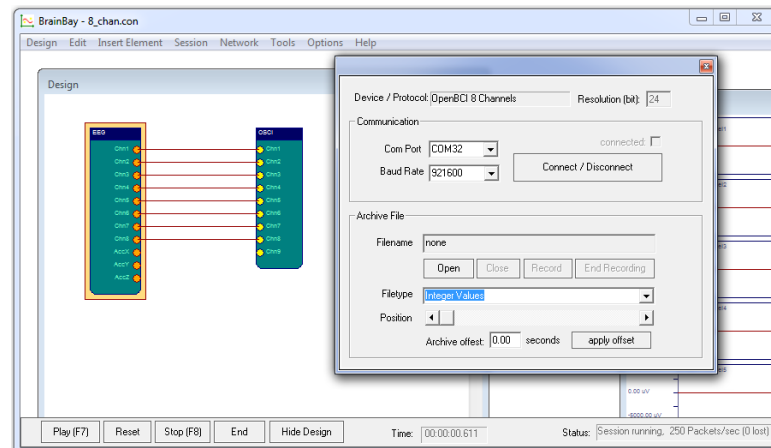 BrainBay - 8_chan.con
Design Edit Insert Element Session Network Tools Options Help
Design
EEG
Chn1
Chn2
Chn3
Chn4
Chn5
Chn6
Chn7
Chn8
AccX
AccY
AccZ
OSCI
Chn1
Chn2
Chn3
Chn4
Chn5
Chn6
Chn7
Chn8
Chn9
Device / Protocol: OpenBCI 8 Channels Resolution (bit): 24
Communication
connected:
Com Port COM32
Baud Rate 921600
Connect / Disconnect
Archive File
Filename none
Open Close Record End Recording
Filetype Integer Values
Position
Archive offest: 0.00 seconds apply offset
0.00 uV
-5000.00 uV
Play (F7) Reset Stop (F8) End Hide Design Time: 00:00:00.611 Status: Session running, 250 Packets/sec (0 lost)